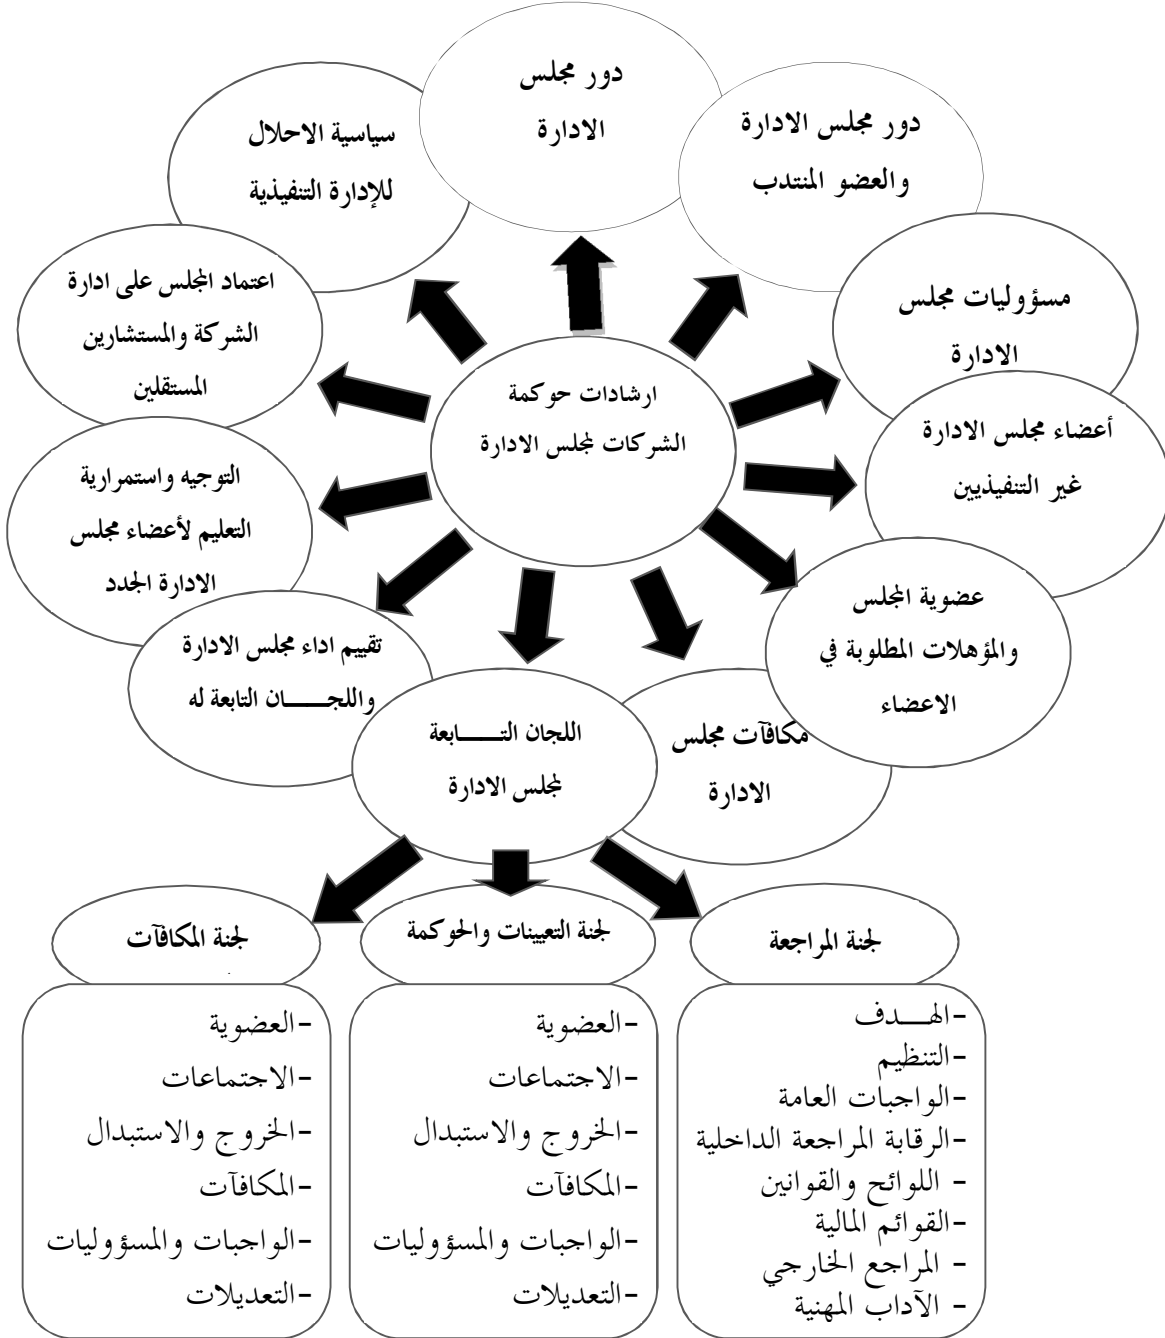 دور مجلس
الادارة
دور مجلس الادارة
والعضو المنتدب
سياسية الاحلال
للإدارة التنفيذية
مسؤوليات مجلس
الادارة
اعتماد المجلس على ادارة
الشركة والمستشارين
المستقلين
ارشادات حوكمة
الشركات لمجلس الادارة
أعضاء مجلس الادارة
غير التنفيذيين
التوجيه واستمرارية
التعليم لأعضاء مجلس
الادارة الجدد
عضوية المجلس
والمؤهلات المطلوبة في
الاعضاء
تقييم اداء مجلس الادارة
واللجـــــان التابعة له
مكافآت مجلس
الادارة
اللجان التـــــابعة
لمجلس الادارة
لجنة المراجعة
لجنة التعيينات والحوكمة
لجنة المكافآت
-الهـــدف
-التنظيم
-الواجبات العامة
-الرقابة المراجعة الداخلية
- اللوائح والقوانين
-القوائم المالية
- المراجع الخارجي
- الآداب المهنية
-العضوية
-الاجتماعات
-الخروج والاستبدال
-المكافآت
-الواجبات والمسؤوليات
-التعديلات
-العضوية
-الاجتماعات
-الخروج والاستبدال
-المكافآت
-الواجبات والمسؤوليات
-التعديلات